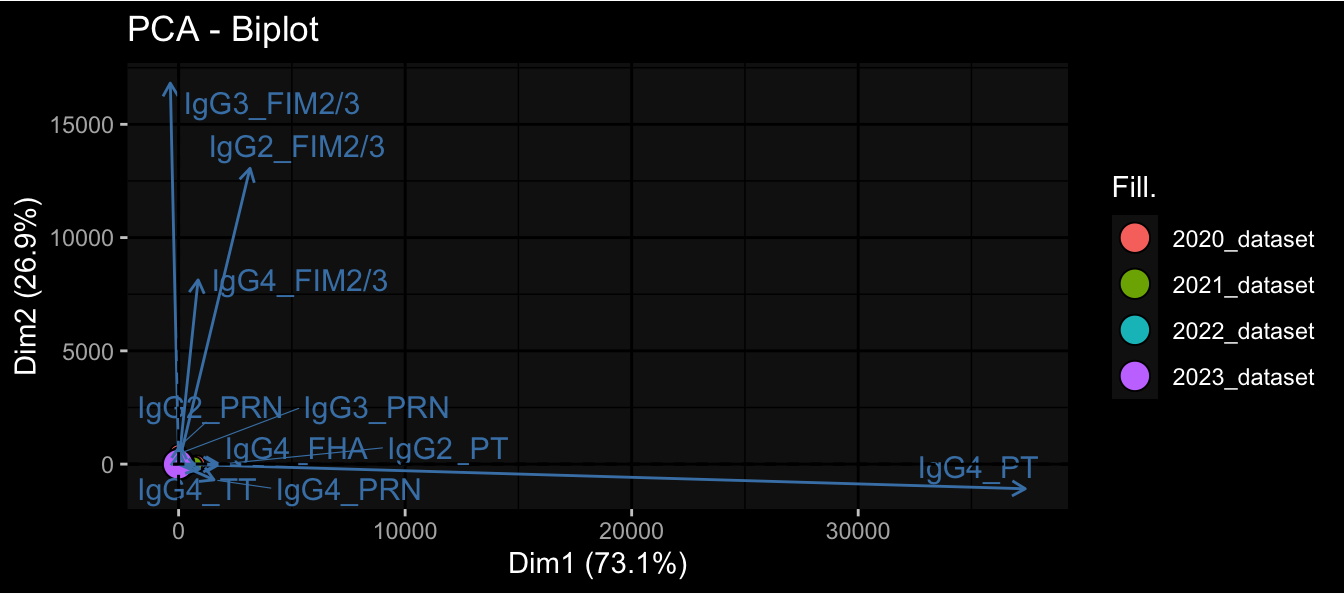 PCA - Biplot
IgG3_FIM2/3
15000
IgG2_FIM2/3
10000
IgG4_FIM2/3
5000
IgG2_PRN
IgG3_PRN
IgG4_FHA
IgG2_PT
0
IgG4_PT
IgG4_TT
IgG4_PRN
0
10000
20000
30000
Dim1 (73.1%)
Dim2 (26.9%)
Fill.
2020_dataset
2021_dataset
2022_dataset
2023_dataset